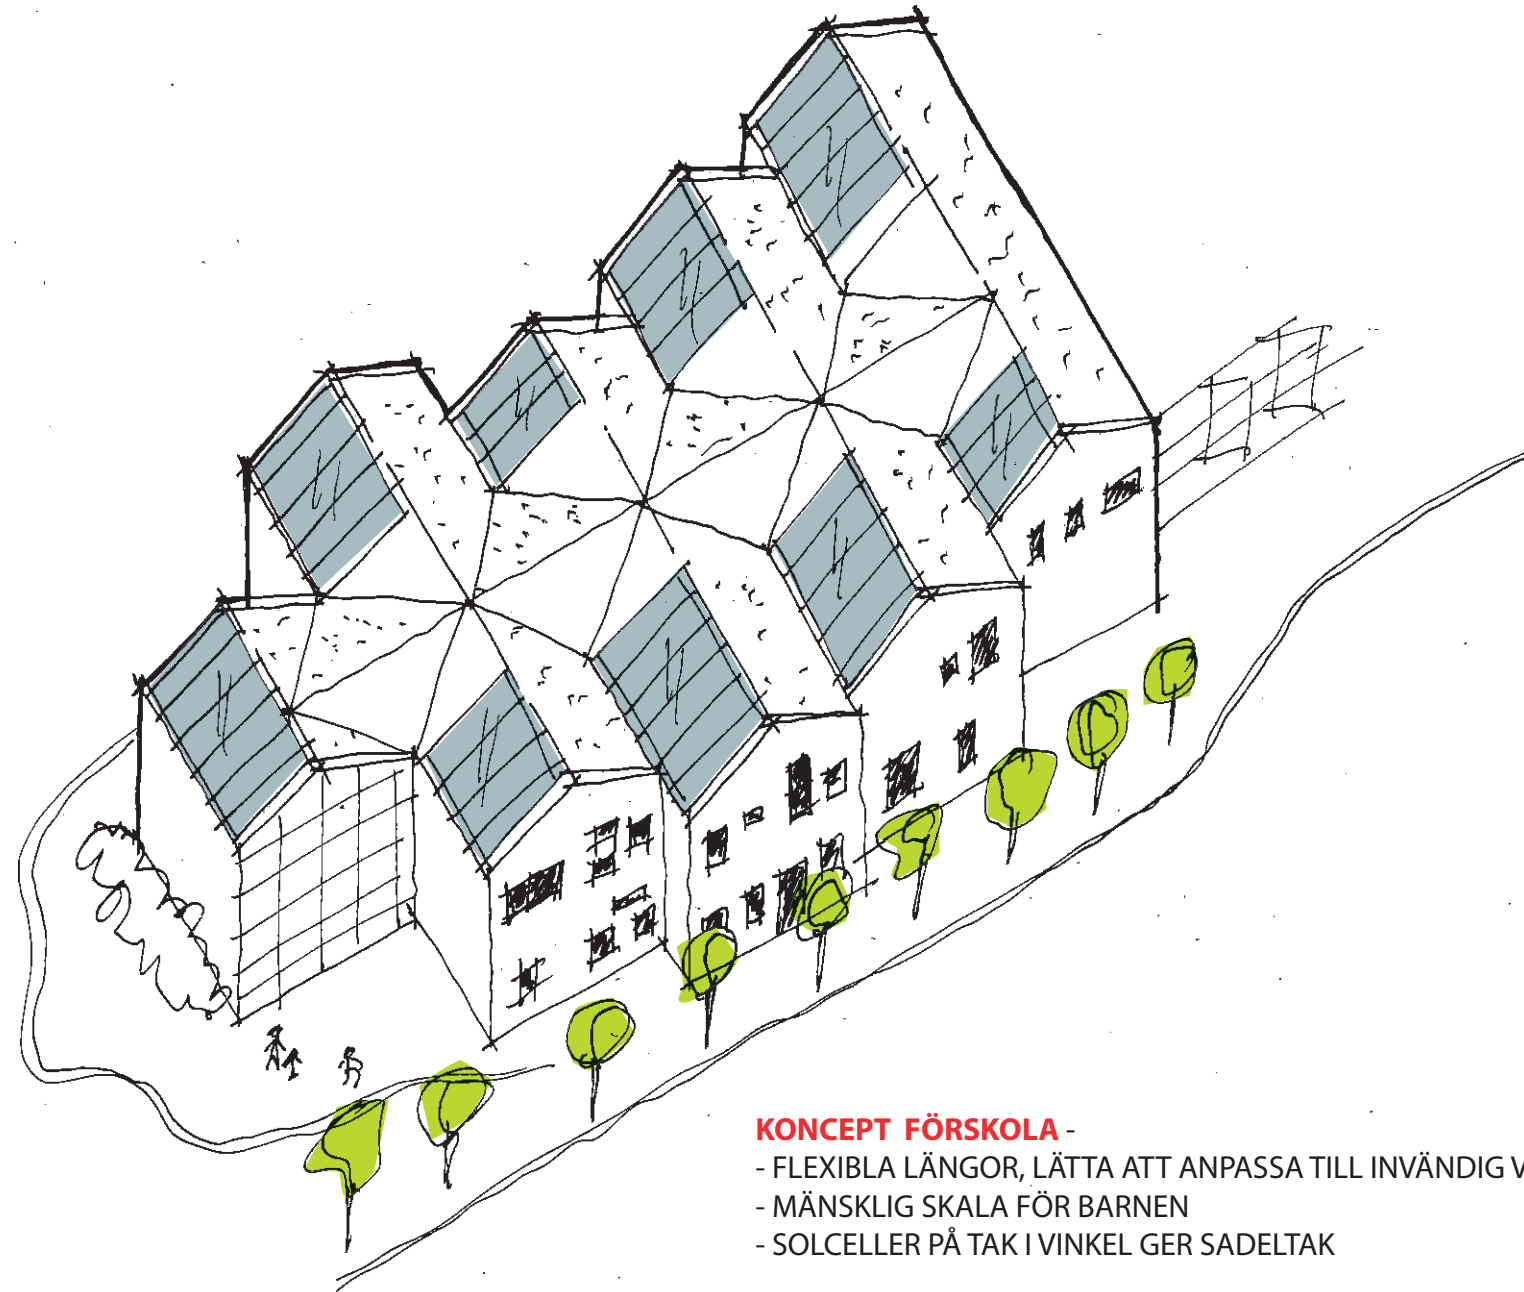 KONCEPT FÖRSKOLA -
- FLEXIBLA LÄNGOR, LÄTTA ATT ANPASSA TILL INVÄNDIG
- MÄNSKLIG SKALA FÖR BARNEN
- SOLCELLER PÅ TAK I VINKEL GER SADELTAK